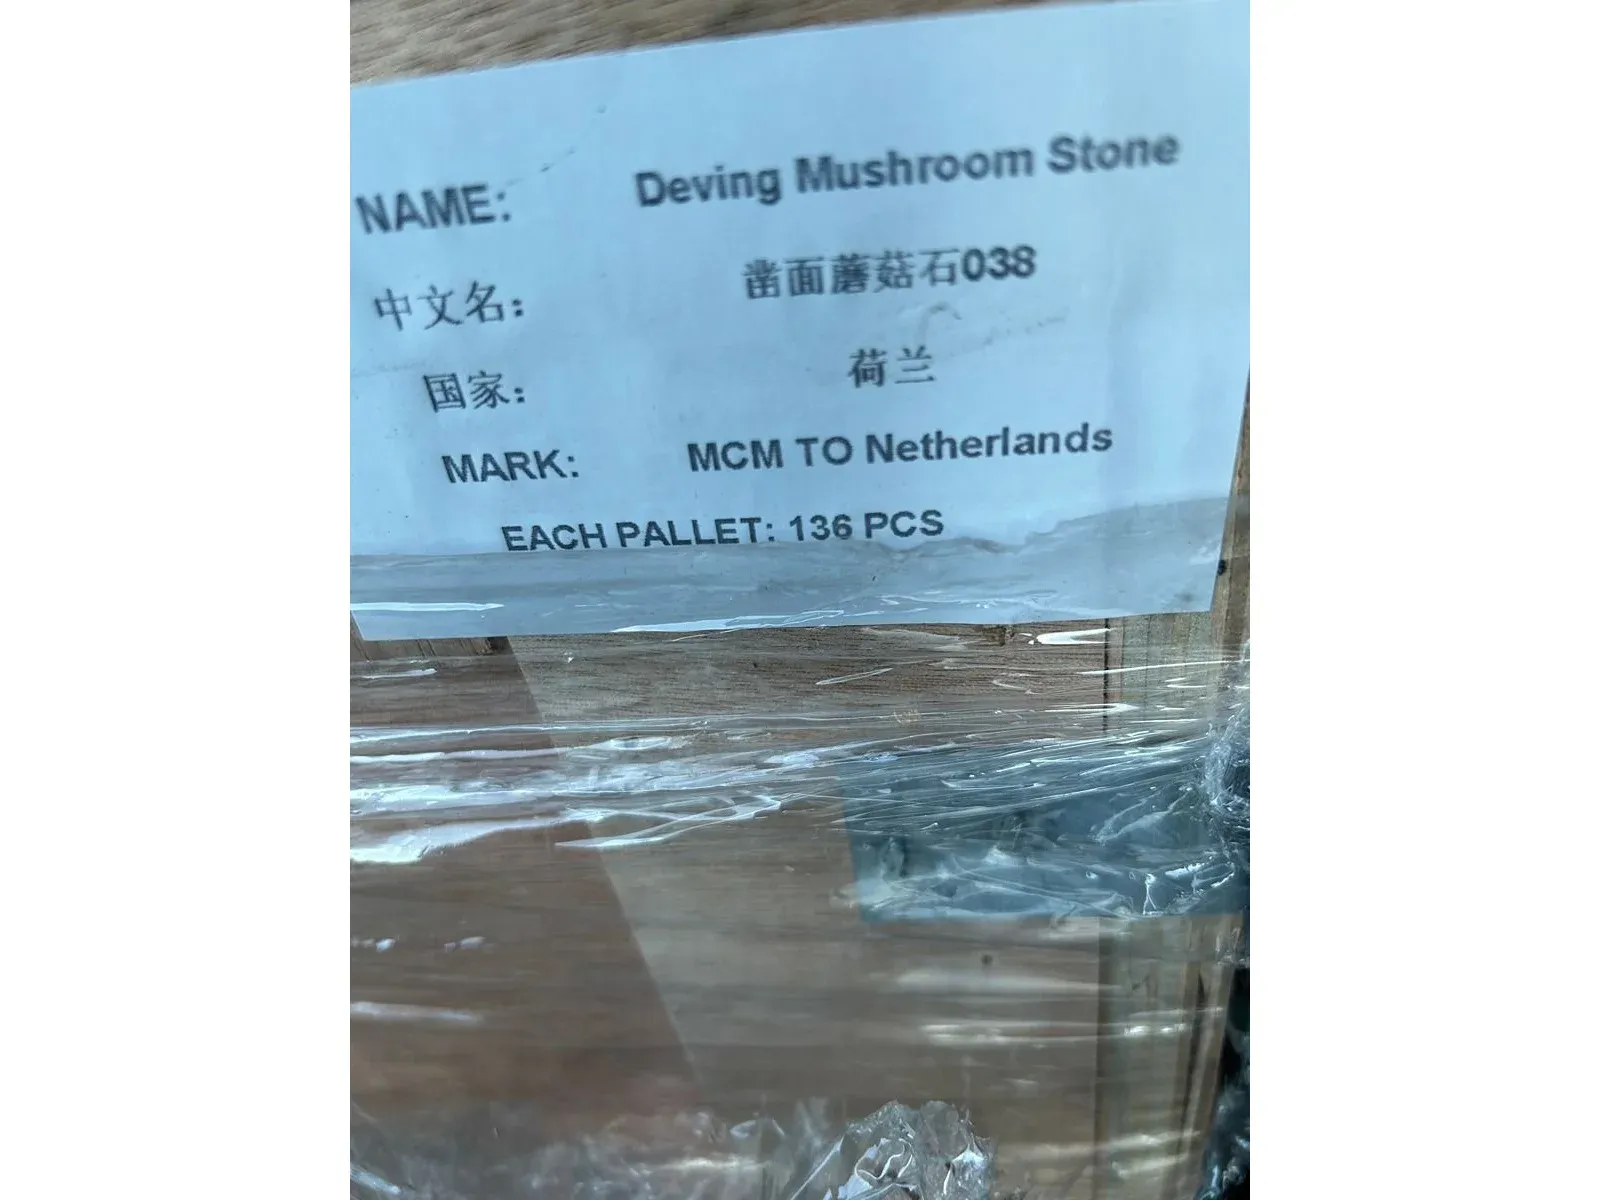 NAME: Deving Mushroom Stone
中文名： 凿面蘑菇石038
国家： 荷兰
MARK: MCM TO Netherlands
EACH PALLET: 136 PCS